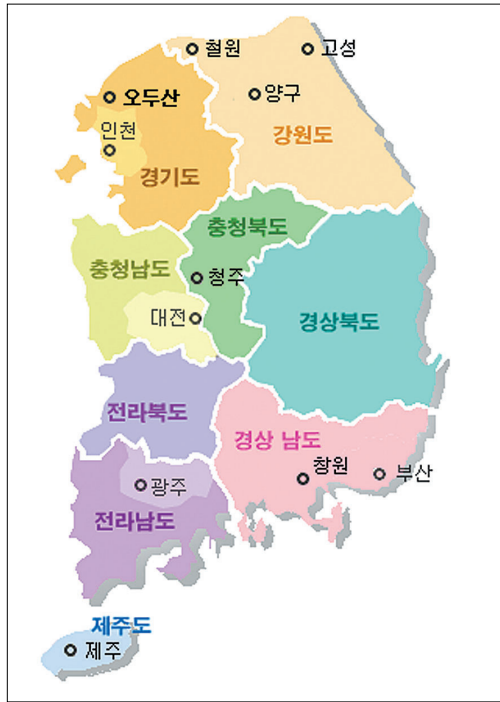 철원
고성
오두산
양구
인천
강원도
경기도
충청북도
충청남도
청주
대전
경상북도
전라북도
경상 남도
창원
부산
광주
전라남도
제주도
제주